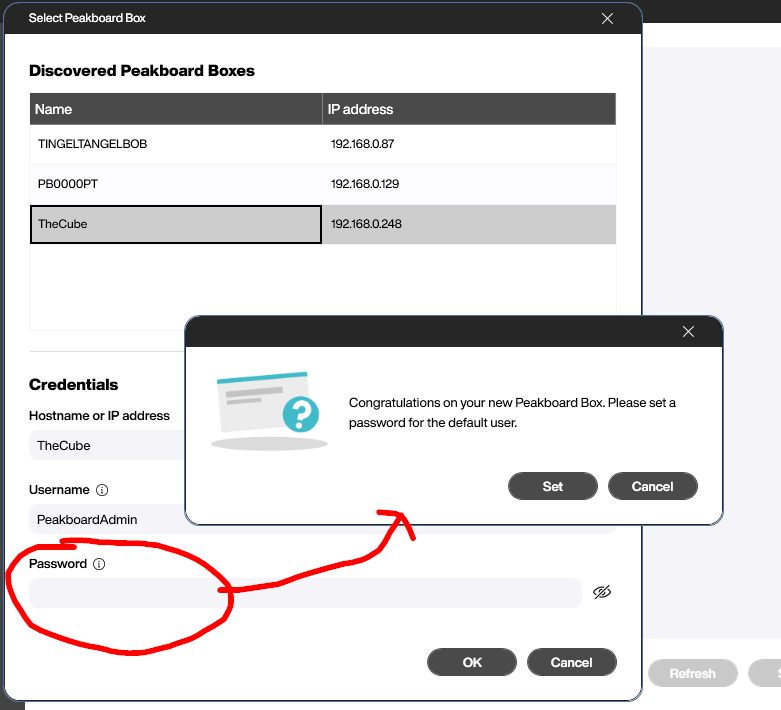 Select Peakboard Box
Discovered Peakboard Boxes
Name IP address
TINGELTANGELBOB 192.168.0.87
PB0000PT 192.168.0.129
TheCube 192.168.0.248
Credentials
Hostname or IP address
TheCube
Username
PeakboardAdmin
Password
OK Cancel
Congratulations on your new Peakboard Box. Please set a
password for the default user.
Set Cancel
Refresh